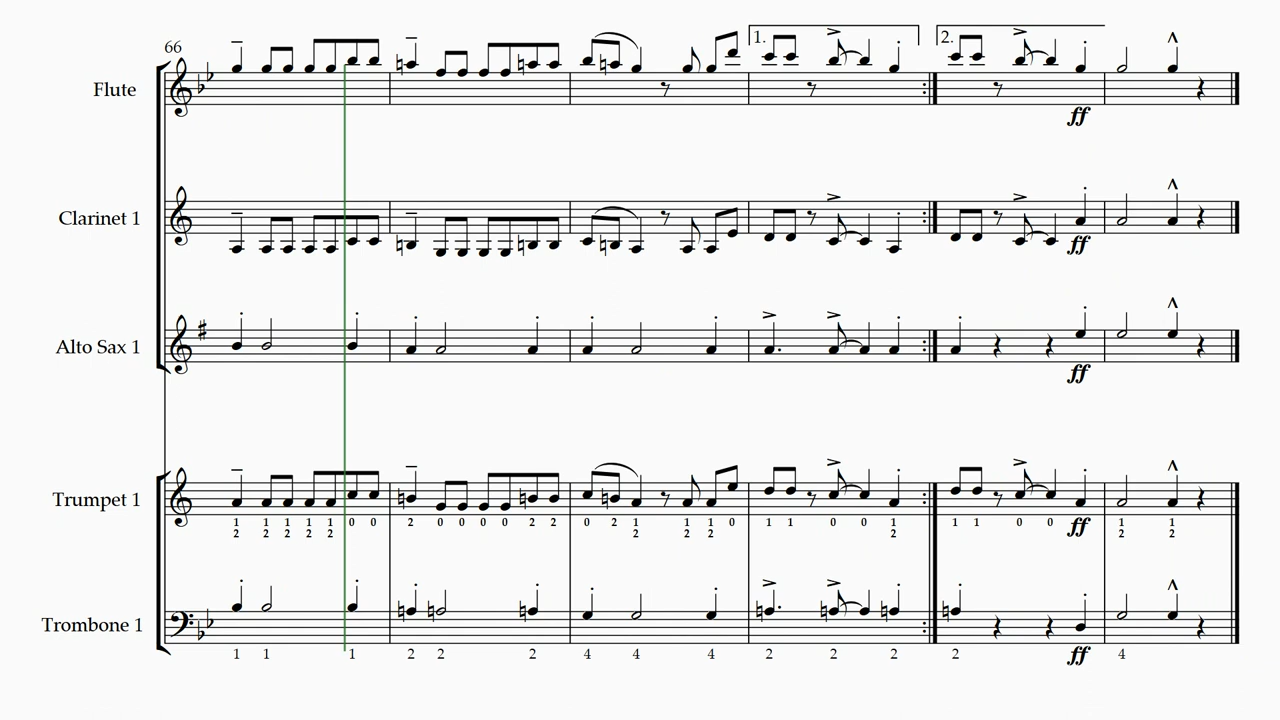 66
1. 2.
Flute
ff
Clarinet 1
ff
Alto Sax 1
ff
Trumpet 1
1 1 1 1 1 0 0 2 0 0 0 0 2 2 0 2 1 1 1 0 1 1 0 0 1 1 1 0 0 ff 1 1
2 2 2 2 2 2 2 2 2 2 2
Trombone 1
1 1 1 2 2 2 4 4 4 2 2 2 2 ff 4